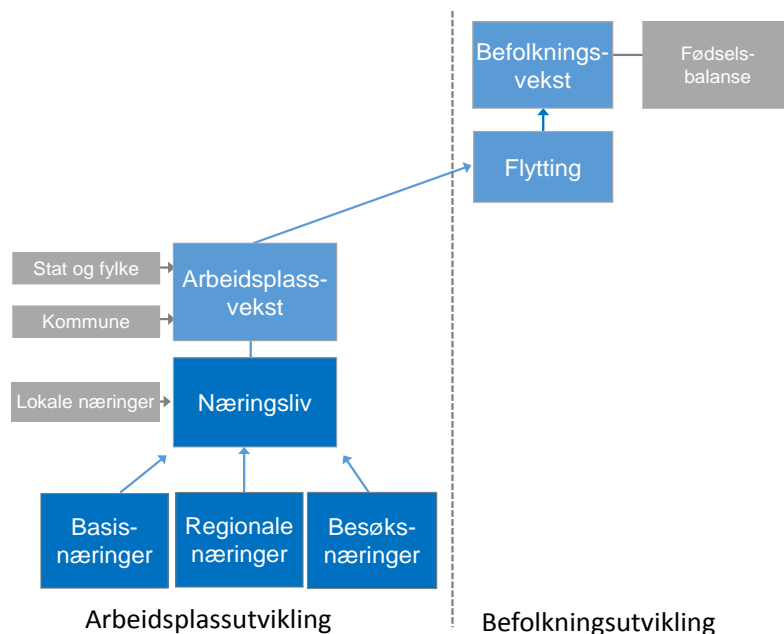 Befolknings-
vekst
Fødsels-
balanse
Flytting
Stat og fylke
Arbeidsplass-
vekst
Kommune
Lokale næringer
Næringsliv
Basis-
næringer
Regionale
næringer
Besøks-
næringer
Arbeidsplassutvikling
Befolkningsutvikling